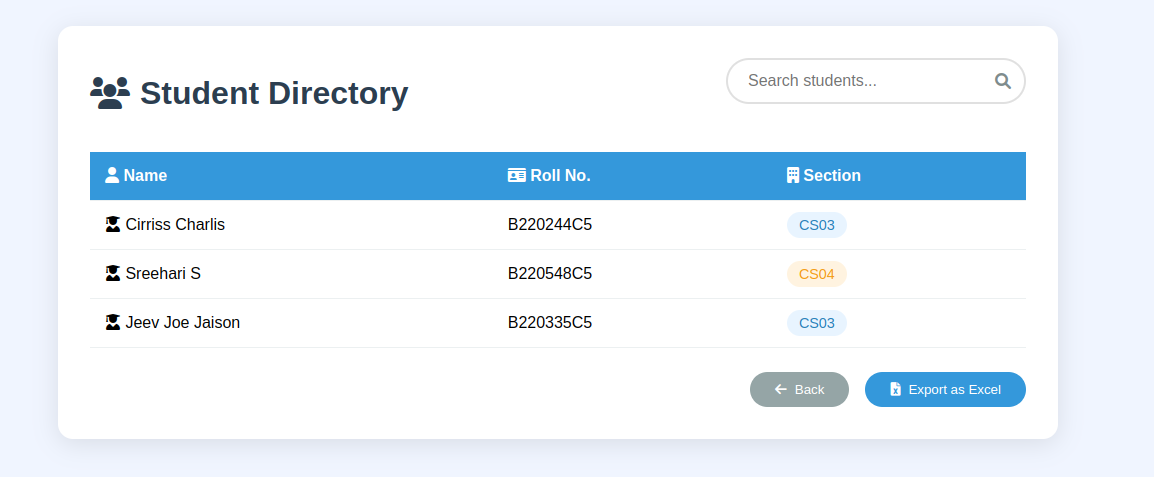 Student Directory
Search students...
Name Roll No. Section
Cirriss Charlis B220244C5 CS03
Sreehari S B220548C5 CS04
Jeev Joe Jaison B220335C5 CS03
Back Export as Excel